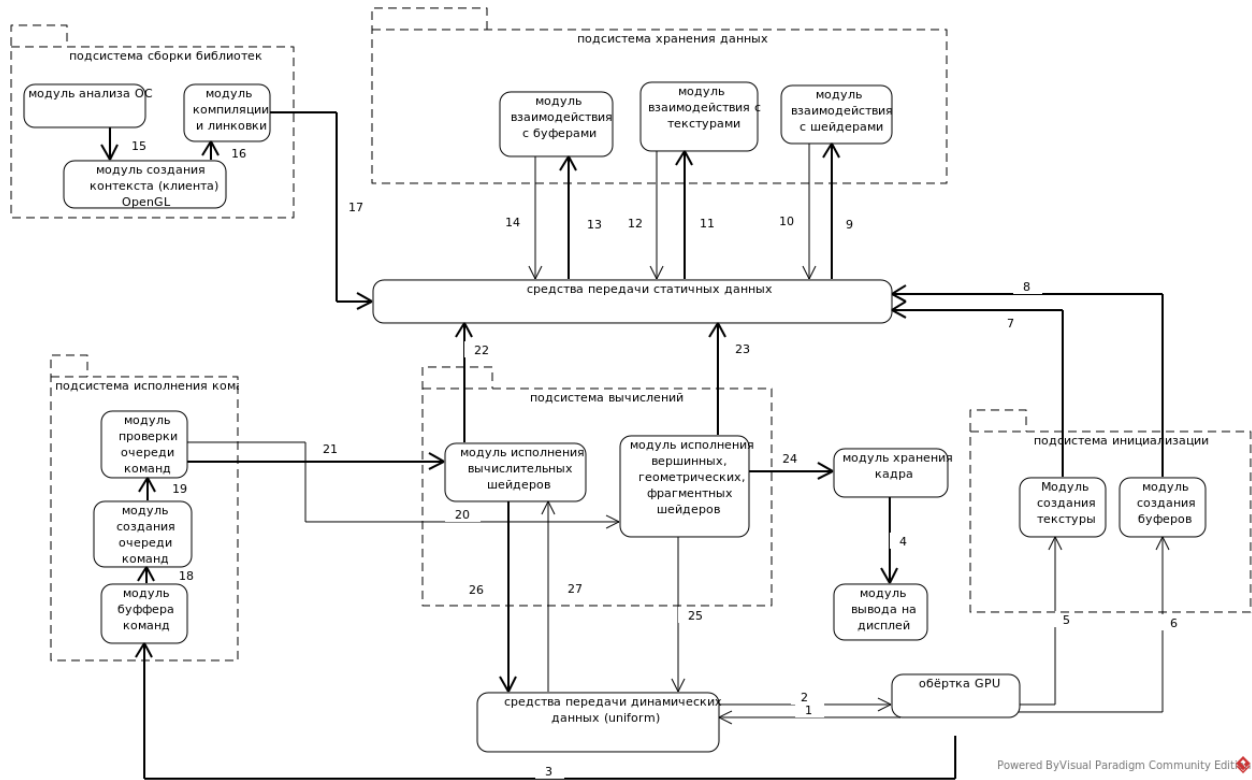 подсистема сборки библиотек
модуль анализа ОС
модуль
компиляции
и линковки
15
16
модуль создания
контекста (клиента)
OpenGL
17
подсистема хранения данных
модуль
взаимодействия
с буферами
модуль
взаимодействия с
текстурами
модуль
взаимодействия
с шейдерами
14
13
12
11
10
9
средства передачи статичных данных
8
7
22
23
подсистема исполнения ком
модуль
проверки
очереди
команд
19
модуль
создания
очереди
команд
18
модуль
буффера
команд
21
20
подсистема вычислений
модуль исполнения
вычислительных
шейдеров
модуль исполнения
вершинных,
геометрических,
фрагментных
шейдеров
24
26
27
25
модуль хранения
кадра
4
модуль
вывода на
дисплей
подсистема инициализации
Модуль
создания
текстуры
модуль
создания
буферов
5
6
средства передачи динамических
данных (uniform)
2
1
обёртка GPU
3
Powered ByVisual Paradigm Community Edition